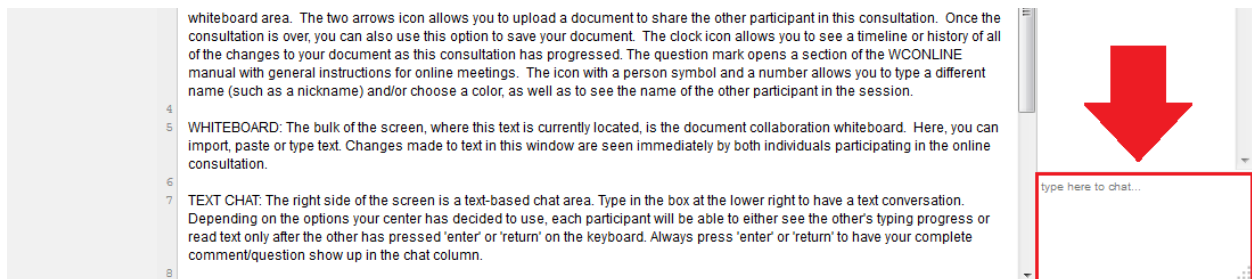 whiteboard area.  The two arrows icon allows you to upload a document to share the other participant in this consultation.  Once the
consultation is over, you can also use this option to save your document.  The clock icon allows you to see a timeline or history of all
of the changes to your document as this consultation has progressed. The question mark opens a section of the WCONLINE
manual with general instructions for online meetings.  The icon with a person symbol and a number allows you to type a different
name (such as a nickname) and/or choose a color, as well as to see the name of the other participant in the session.
4
5 WHITEBOARD: The bulk of the screen, where this text is currently located, is the document collaboration whiteboard.  Here, you can
import, paste or type text. Changes made to text in this window are seen immediately by both individuals participating in the online
consultation.
6
7 TEXT CHAT: The right side of the screen is a text-based chat area. Type in the box at the lower right to have a text conversation.
Depending on the options your center has decided to use, each participant will be able to either see the other's typing progress or
read text only after the other has pressed 'enter' or 'return' on the keyboard. Always press 'enter' or 'return' to have your complete
comment/question show up in the chat column.
8
type here to chat...